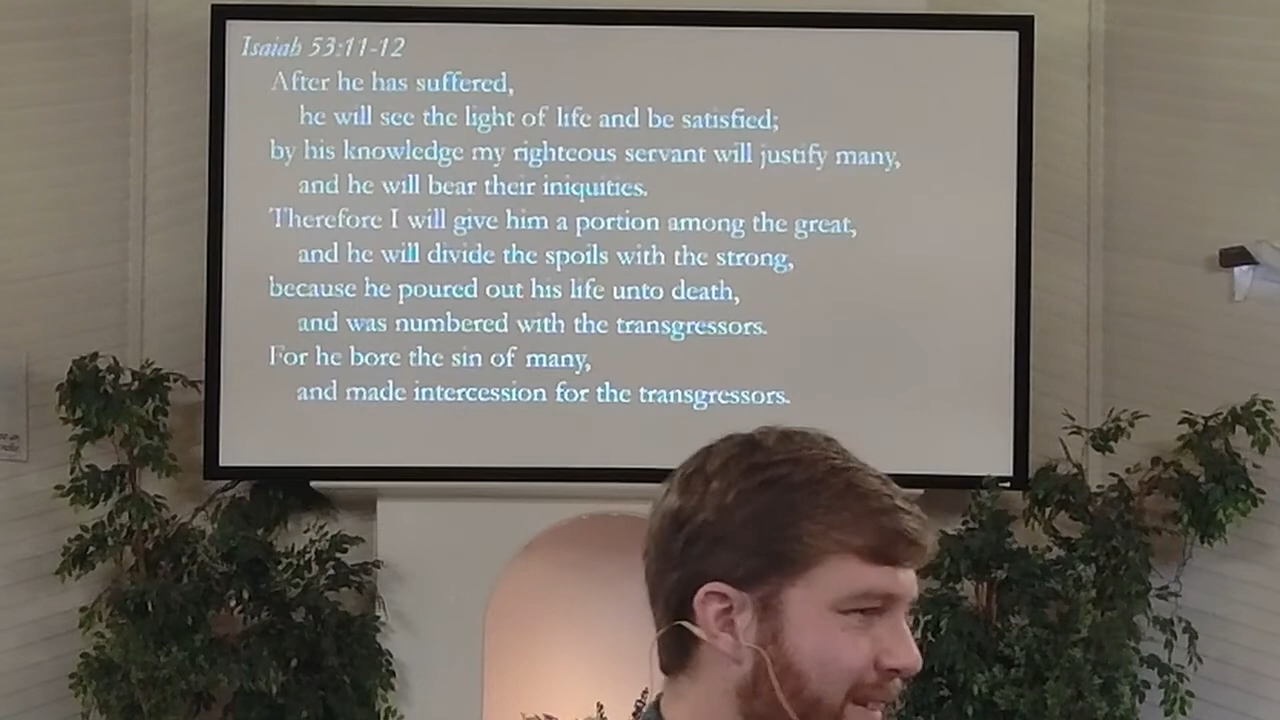 Isaiah 53:11-12
After he has suffered,
he will see the light of life and be satisfied;
by his knowledge my righteous servant will justify many,
and he will bear their iniquities.
Therefore I will give him a portion among the great,
and he will divide the spoils with the strong,
because he poured out his life unto death,
and was numbered with the transgressors.
For he bore the sin of many,
and made intercession for the transgressors.